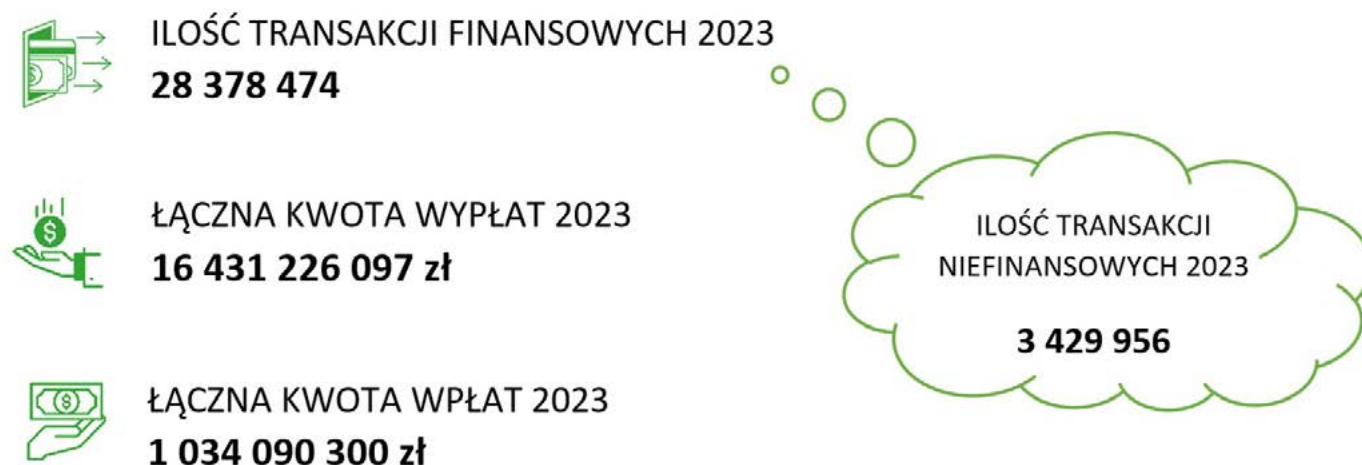 ILOŚĆ TRANSAKCJI FINANSOWYCH 2023
28 378 474
ŁĄCZNA KWOTA WYPŁAT 2023
16 431 226 097 zł
ŁĄCZNA KWOTA WPŁAT 2023
1 034 090 300 zł
ILOŚĆ TRANSAKCJI
NIEFINANSOWYCH 2023
3 429 956